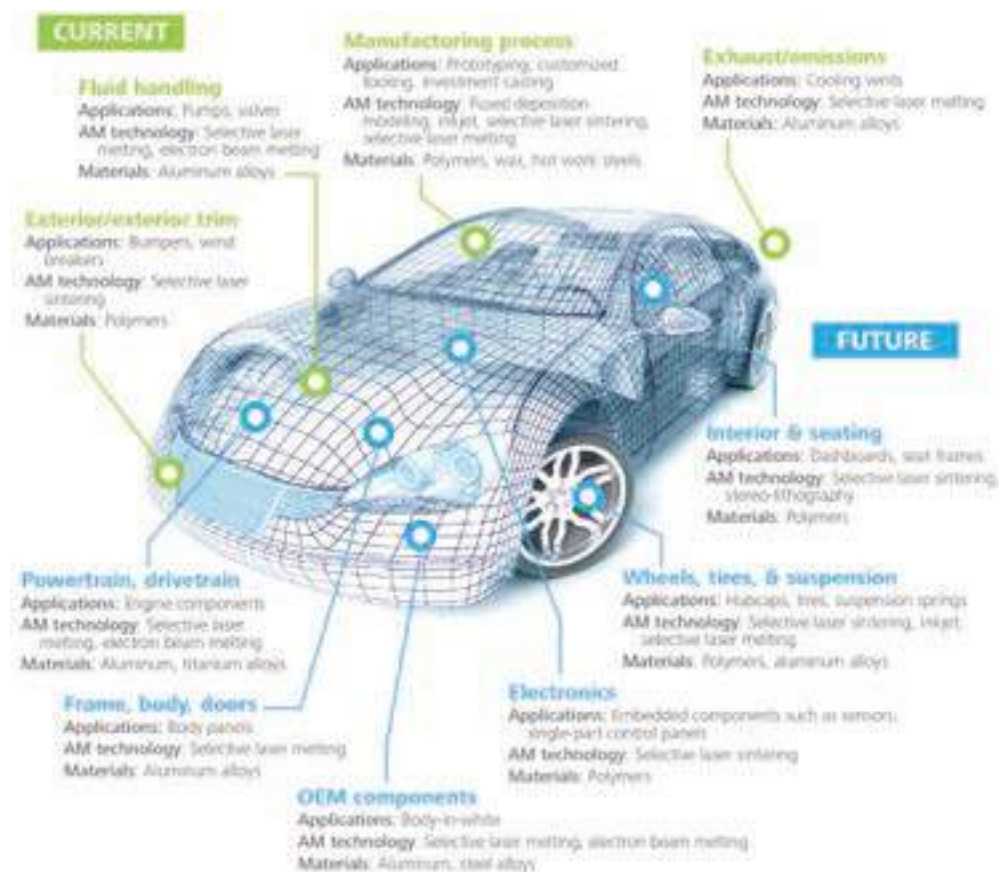 CURRENT
Fluid handling
Applications: Pumps, valves
AM technology: Selective laser
melting, electron beam melting
Materials: Aluminum alloys
Manufactoring process
Applications: Prototyping, customized
tooling, investment casting
AM technology: Fused deposition
modeling, inkjet, selective laser sintering,
selective laser melting
Materials: Polymers, wax, hot work steels
Exhaust/emissions
Applications: Cooling vents
AM technology: Selective laser melting
Materials: Aluminum alloys
Exterior/exterior trim
Applications: Bumpers, wind
breakers
AM technology: Selective laser
sintering
Materials: Polymers
FUTURE
Interior & seating
Applications: Dashboards, seat frames
AM technology: Selective laser sintering,
stereo-lithography
Materials: Polymers
Powertrain, drivetrain
Applications: Engine components
AM technology: Selective laser
melting, electron beam melting
Materials: Aluminum, titanium alloys
Wheels, tires, & suspension
Applications: Hubcaps, tires, suspension springs
AM technology: Selective laser sintering, inkjet,
selective laser melting
Materials: Polymers, aluminum alloys
Frame, body, doors
Applications: Body panels
AM technology: Selective laser melting
Materials: Aluminum alloys
Electronics
Applications: Embedded components such as sensors,
single-part control panels
AM technology: Selective laser sintering
Materials: Polymers
OEM components
Applications: Body-in-white
AM technology: Selective laser melting, electron beam melting
Materials: Aluminum, steel alloys